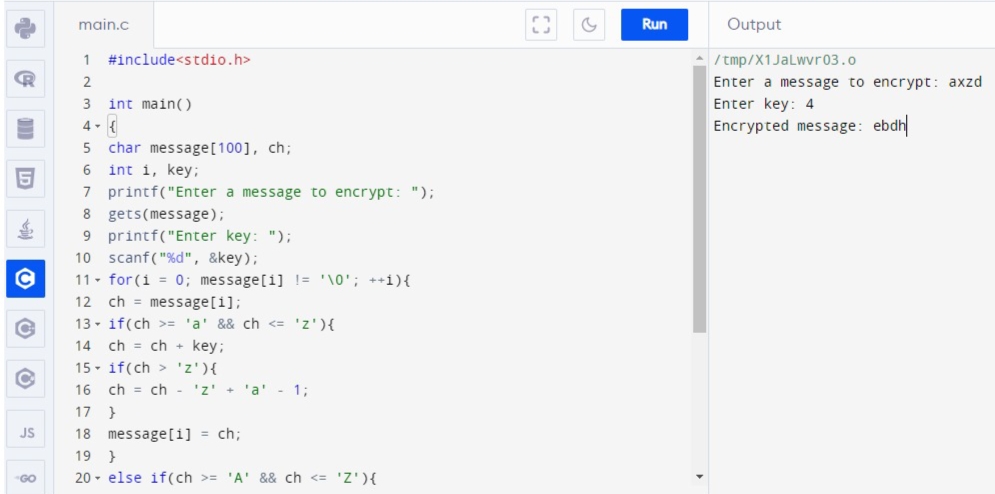 main.c
Run
Output
1 #include<stdio.h>
2
3 int main()
4 {
5 char message[100], ch;
6 int i, key;
7 printf("Enter a message to encrypt: ");
8 gets(message);
9 printf("Enter key: ");
10 scanf("%d", &key);
11 for(i = 0; message[i] != '\0'; ++i){
12 ch = message[i];
13 if(ch >= 'a' && ch <= 'z'){
14 ch = ch + key;
15 if(ch > 'z'){
16 ch = ch - 'z' + 'a' - 1;
17 }
18 message[i] = ch;
19 }
20 else if(ch >= 'A' && ch <= 'Z'){
/tmp/X1JaLwvr03.o
Enter a message to encrypt: axzd
Enter key: 4
Encrypted message: ebdh
R
5
C
C
C
JS
GO